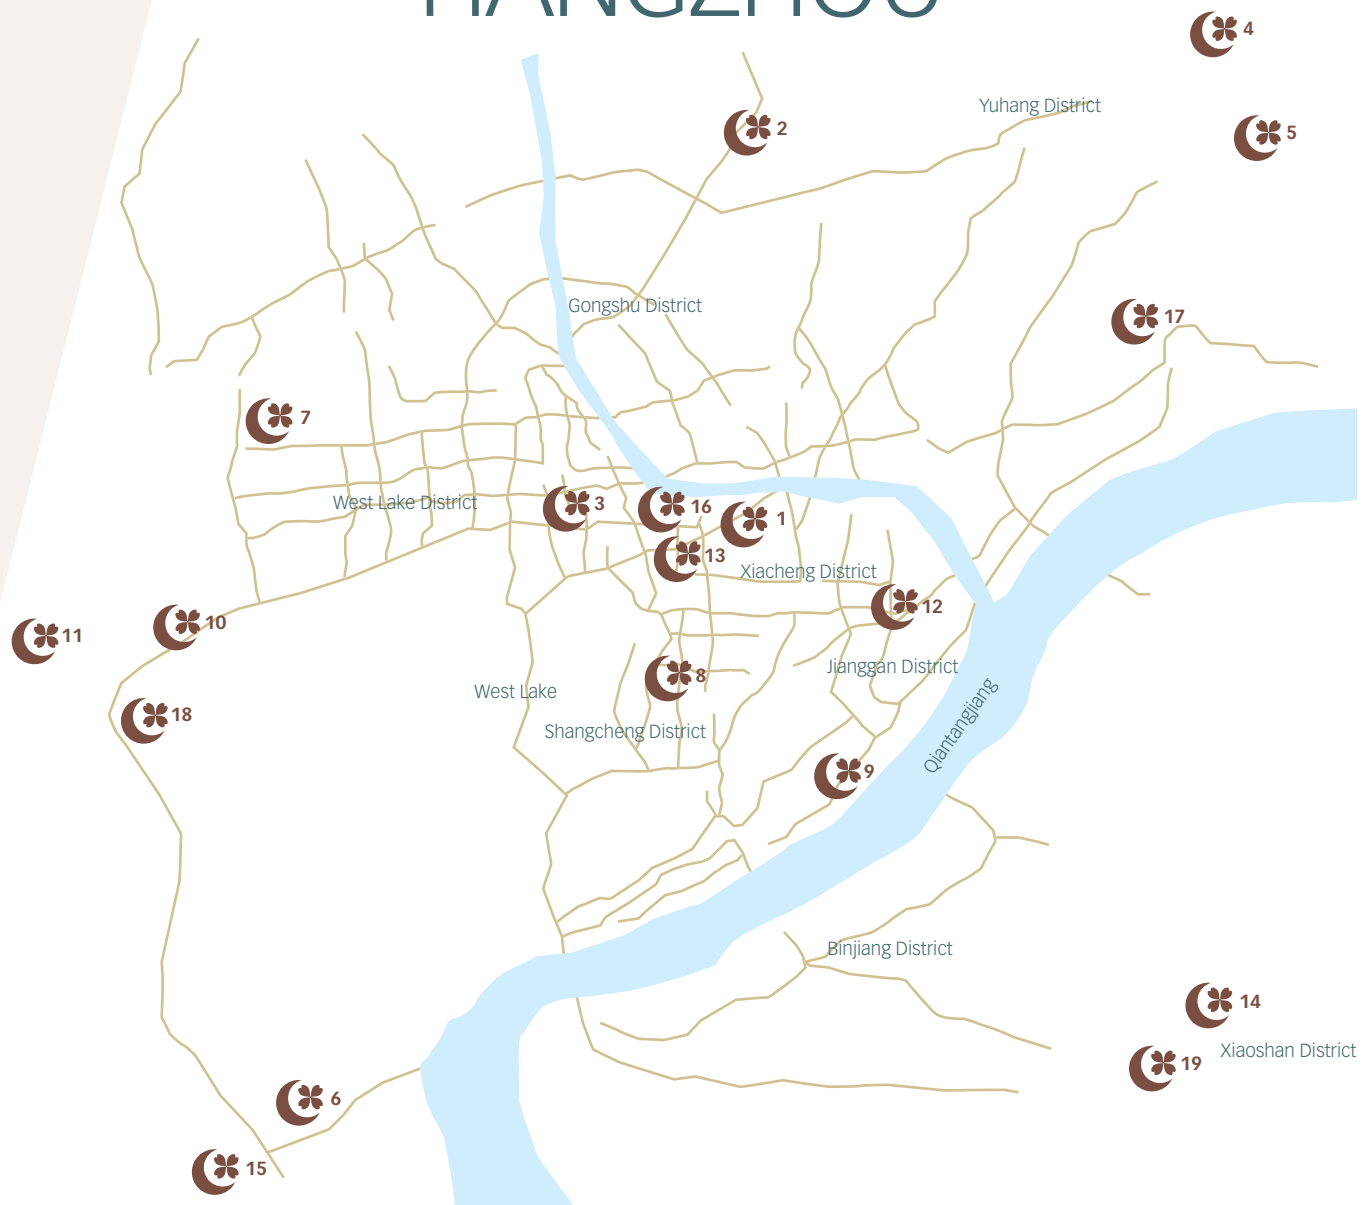 HANGZHOU
4
Yuhang District
2
5
Gongshu District
17
7
West Lake District
3
16
1
13
Xiacheng District
12
10
11
Jianggan District
8
West Lake
18
Shangcheng District
Qiantangjiang
9
Binjiang District
14
Xiaoshan District
19
6
15